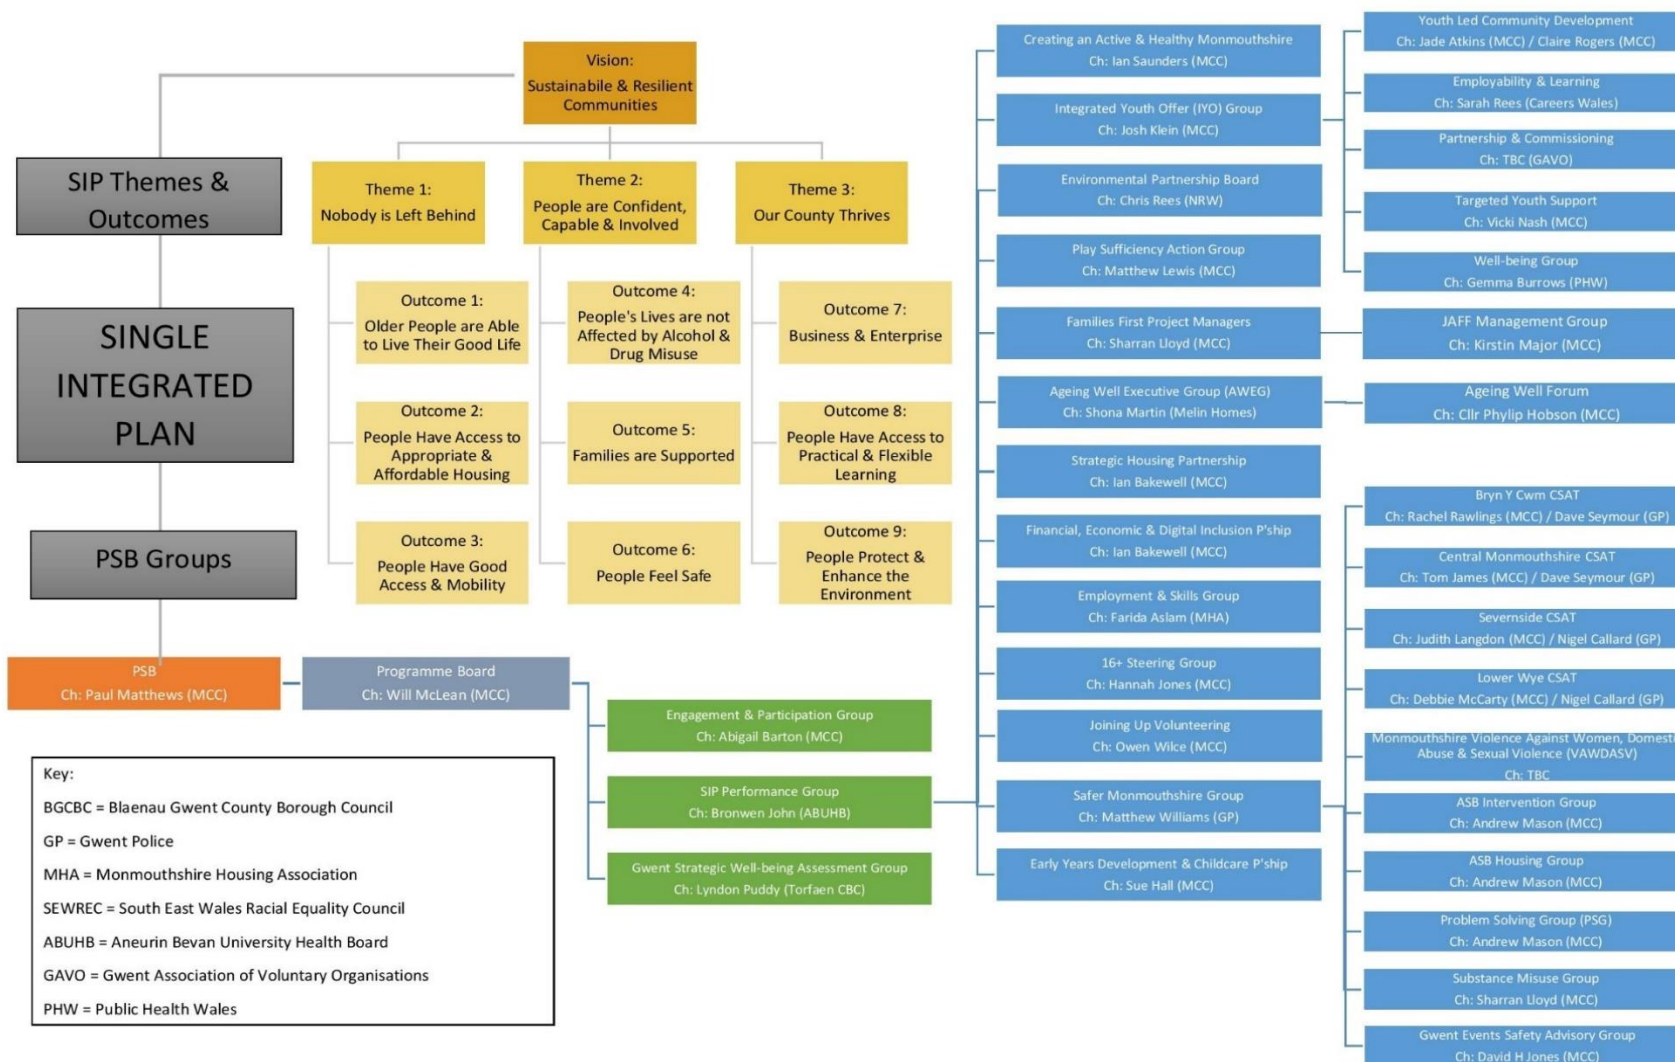 Vision:
Sustainabile & Resilient
Communities
SIP Themes &
Outcomes
SINGLE
INTEGRATED
PLAN
PSB Groups
Theme 1:
Nobody is Left Behind
Theme 2:
People are Confident,
Capable & Involved
Theme 3:
Our County Thrives
Outcome 1:
Older People are Able
to Live Their Good Life
Outcome 2:
People Have Access to
Appropriate &
Affordable Housing
Outcome 3:
People Have Good
Access & Mobility
Outcome 4:
People's Lives are not
Affected by Alcohol &
Drug Misuse
Outcome 5:
Families are Supported
Outcome 6:
People Feel Safe
Outcome 7:
Business & Enterprise
Outcome 8:
People Have Access to
Practical & Flexible
Learning
Outcome 9:
People Protect &
Enhance the
Environment
PSB
Ch: Paul Matthews (MCC)
Programme Board
Ch: Will McLean (MCC)
Engagement & Participation Group
Ch: Abigail Barton (MCC)
SIP Performance Group
Ch: Bronwen John (ABUHB)
Gwent Strategic Well-being Assessment Group
Ch: Lyndon Puddy (Torfaen CBC)
Creating an Active & Healthy Monmouthshire
Ch: Ian Saunders (MCC)
Integrated Youth Offer (IYO) Group
Ch: Josh Klein (MCC)
Environmental Partnership Board
Ch: Chris Rees (NRW)
Play Sufficiency Action Group
Ch: Matthew Lewis (MCC)
Families First Project Managers
Ch: Sharran Lloyd (MCC)
Ageing Well Executive Group (AWEG)
Ch: Shona Martin (Melin Homes)
Strategic Housing Partnership
Ch: Ian Bakewell (MCC)
Financial, Economic & Digital Inclusion P'ship
Ch: Ian Bakewell (MCC)
Employment & Skills Group
Ch: Farida Aslam (MHA)
16+ Steering Group
Ch: Hannah Jones (MCC)
Joining Up Volunteering
Ch: Owen Wilce (MCC)
Safer Monmouthshire Group
Ch: Matthew Williams (GP)
Early Years Development & Childcare P'ship
Ch: Sue Hall (MCC)
Youth Led Community Development
Ch: Jade Atkins (MCC) / Claire Rogers (MCC)
Employability & Learning
Ch: Sarah Rees (Careers Wales)
Partnership & Commissioning
Ch: TBC (GAVO)
Targeted Youth Support
Ch: Vicki Nash (MCC)
Well-being Group
Ch: Gemma Burrows (PHW)
JAFF Management Group
Ch: Kirstin Major (MCC)
Ageing Well Forum
Ch: Cllr Phylip Hobson (MCC)
Bryn Y Cwm CSAT
Ch: Rachel Rawlings (MCC) / Dave Seymour (GP)
Central Monmouthshire CSAT
Ch: Tom James (MCC) / Dave Seymour (GP)
Severnside CSAT
Ch: Judith Langdon (MCC) / Nigel Callard (GP)
Lower Wye CSAT
Ch: Debbie McCarty (MCC) / Nigel Callard (GP)
Monmouthshire Violence Against Women, Domesti
Abuse & Sexual Violence (VAWDASV)
Ch: TBC
ASB Intervention Group
Ch: Andrew Mason (MCC)
ASB Housing Group
Ch: Andrew Mason (MCC)
Problem Solving Group (PSG)
Ch: Andrew Mason (MCC)
Substance Misuse Group
Ch: Sharran Lloyd (MCC)
Gwent Events Safety Advisory Group
Ch: David H Jones (MCC)
Key:
BGCBC = Blaenau Gwent County Borough Council
GP = Gwent Police
MHA = Monmouthshire Housing Association
SEWREC = South East Wales Racial Equality Council
ABUHB = Aneurin Bevan University Health Board
GAVO = Gwent Association of Voluntary Organisations
PHW = Public Health Wales